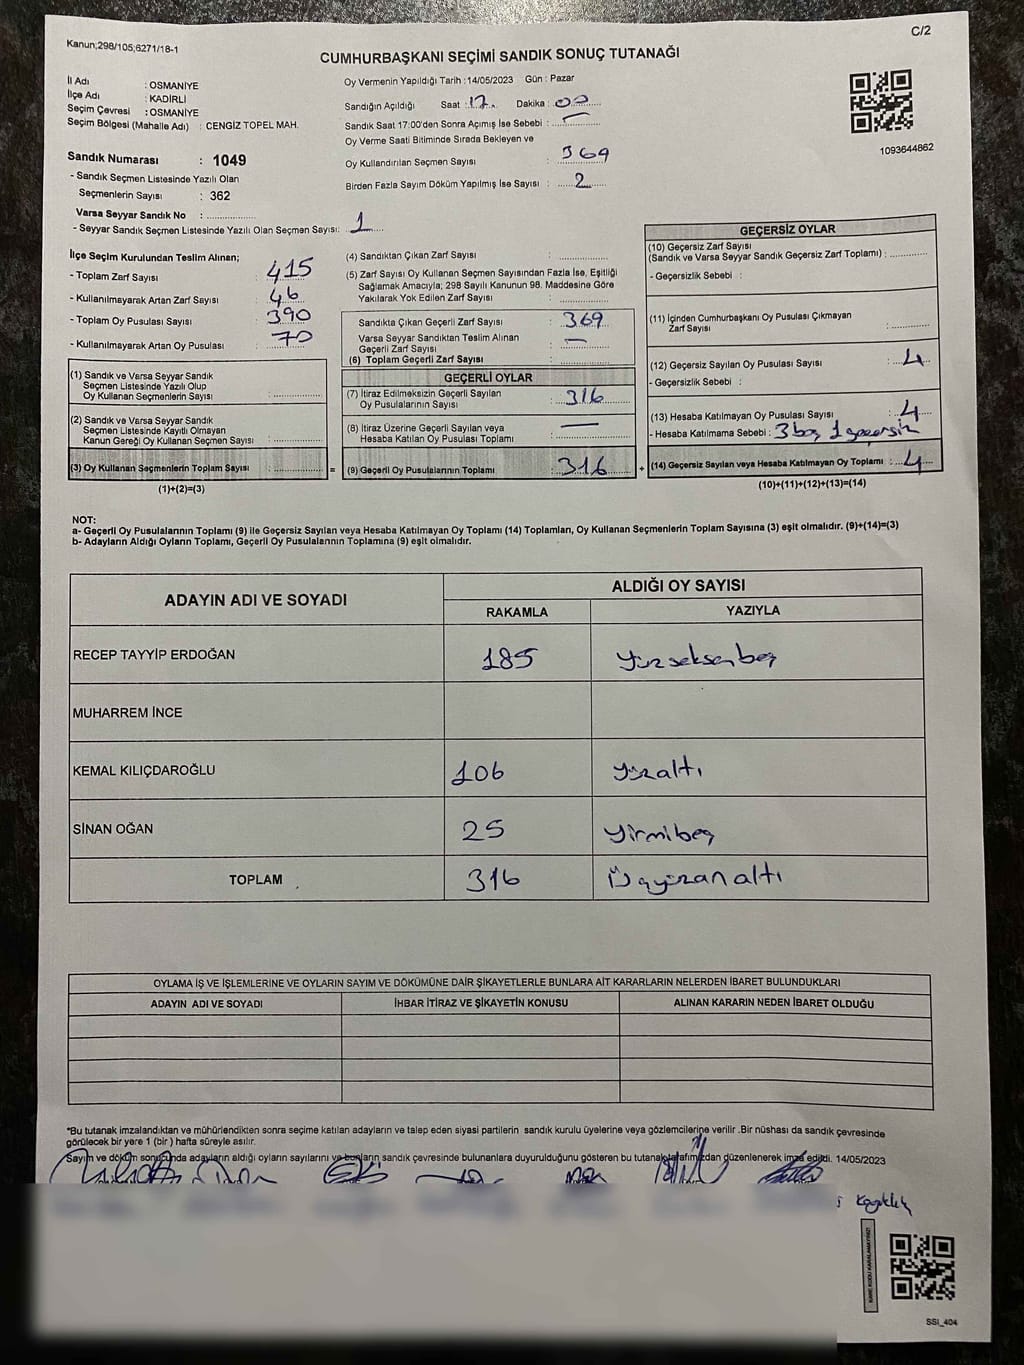 Kanun;298/105;6271/18-1
C/2
CUMHURBAŞKANI SEÇİMİ SANDIK SONUÇ TUTANAĞI
İl Adı : OSMANİYE
İlçe Adı : KADİRLİ
Seçim Çevresi : OSMANİYE
Seçim Bölgesi (Mahalle Adı) : CENGİZ TOPEL MAH.
Sandık Numarası : 1049
- Sandık Seçmen Listesinde Yazılı Olan
Seçmenlerin Sayısı : 362
Varsa Seyyar Sandık No : ..............
- Seyyar Sandık Seçmen Listesinde Yazılı Olan Seçmen Sayısı: 1
Oy Vermenin Yapıldığı Tarih :14/05/2023 Gün : Pazar
Sandığın Açıldığı Saat : 17. Dakika : 00
Sandık Saat 17:00'den Sonra Açımış İse Sebebi : —
Oy Verme Saati Bitiminde Sırada Bekleyen ve
Oy Kullandırılan Seçmen Sayısı : 369
Birden Fazla Sayım Döküm Yapılmış İse Sayısı : 2
1093644862
İlçe Seçim Kurulundan Teslim Alınan;
- Toplam Zarf Sayısı : 415
- Kullanılmayarak Artan Zarf Sayısı : 46
- Toplam Oy Pusulası Sayısı : 390
- Kullanılmayarak Artan Oy Pusulası : 70
(1) Sandık ve Varsa Seyyar Sandık
Seçmen Listesinde Yazılı Olup
Oy Kullanan Seçmenlerin Sayısı : ..............
(2) Sandık ve Varsa Seyyar Sandık
Seçmen Listesinde Kayıtlı Olmayan
Kanun Gereği Oy Kullanan Seçmen Sayısı : ..............
(3) Oy Kullanan Seçmenlerin Toplam Sayısı : .............. =
(1)+(2)=(3)
(4) Sandıktan Çıkan Zarf Sayısı : ..............
(5) Zarf Sayısı Oy Kullanan Seçmen Sayısından Fazla İse, Eşitliği
Sağlamak Amacıyla; 298 Sayılı Kanunun 98. Maddesine Göre
Yakılarak Yok Edilen Zarf Sayısı : ..............
Sandıkta Çıkan Geçerli Zarf Sayısı : 369
Varsa Seyyar Sandıktan Teslim Alınan : —
Geçerli Zarf Sayısı
(6) Toplam Geçerli Zarf Sayısı : ..............
GEÇERLİ OYLAR
(7) İtiraz Edilmeksizin Geçerli Sayılan
Oy Pusulalarının Sayısı : 316
(8) İtiraz Üzerine Geçerli Sayılan veya
Hesaba Katılan Oy Pusulası Toplamı : —
(9) Geçerli Oy Pusulalarının Toplamı : 316 +
GEÇERSİZ OYLAR
(10) Geçersiz Zarf Sayısı
(Sandık ve Varsa Seyyar Sandık Geçersiz Zarf Toplamı) : ..............
- Geçersizlik Sebebi :
(11) İçinden Cumhurbaşkanı Oy Pusulası Çıkmayan
Zarf Sayısı : ..............
(12) Geçersiz Sayılan Oy Pusulası Sayısı : 4
- Geçersizlik Sebebi :
(13) Hesaba Katılmayan Oy Pusulası Sayısı : 4
- Hesaba Katılmama Sebebi : 3 boş 1 geçersiz
(14) Geçersiz Sayılan veya Hesaba Katılmayan Oy Toplamı : 4
(10)+(11)+(12)+(13)=(14)
NOT:
a- Geçerli Oy Pusulalarının Toplamı (9) ile Geçersiz Sayılan veya Hesaba Katılmayan Oy Toplamı (14) Toplamları, Oy Kullanan Seçmenlerin Toplam Sayısına (3) eşit olmalıdır. (9)+(14)=(3)
b- Adayların Aldığı Oyların Toplamı, Geçerli Oy Pusulalarının Toplamına (9) eşit olmalıdır.
ADAYIN ADI VE SOYADI ALDIĞI OY SAYISI
RAKAMLA YAZIYLA
RECEP TAYYİP ERDOĞAN 185 Yüzseksenbeş
MUHARREM İNCE
KEMAL KILIÇDAROĞLU 106 Yüzaltı
SİNAN OĞAN 25 Yirmibeş
TOPLAM 316 Üçyüzonaltı
OYLAMA İŞ VE İŞLEMLERİNE VE OYLARIN SAYIM VE DÖKÜMÜNE DAİR ŞİKAYETLERLE BUNLARA AİT KARARLARIN NELERDEN İBARET BULUNDUKLARI
ADAYIN ADI VE SOYADI İHBAR İTİRAZ VE ŞİKAYETİN KONUSU ALINAN KARARIN NEDEN İBARET OLDUĞU
*Bu tutanak imzalandıktan ve mühürlendikten sonra seçime katılan adayların ve talep eden siyasi partilerin sandık kurulu üyelerine veya gözlemcilerine verilir .Bir nüshası da sandık çevresinde
görülecek bir yere 1 (bir ) hafta süreyle asılır.
Sayım ve döküm sonucunda adayların aldığı oyların sayılarını ve bunların sandık çevresinde bulunanlara duyurulduğunu gösteren bu tutanak tarafımızdan düzenlenerek imza edildi. 14/05/2023
SSI_404